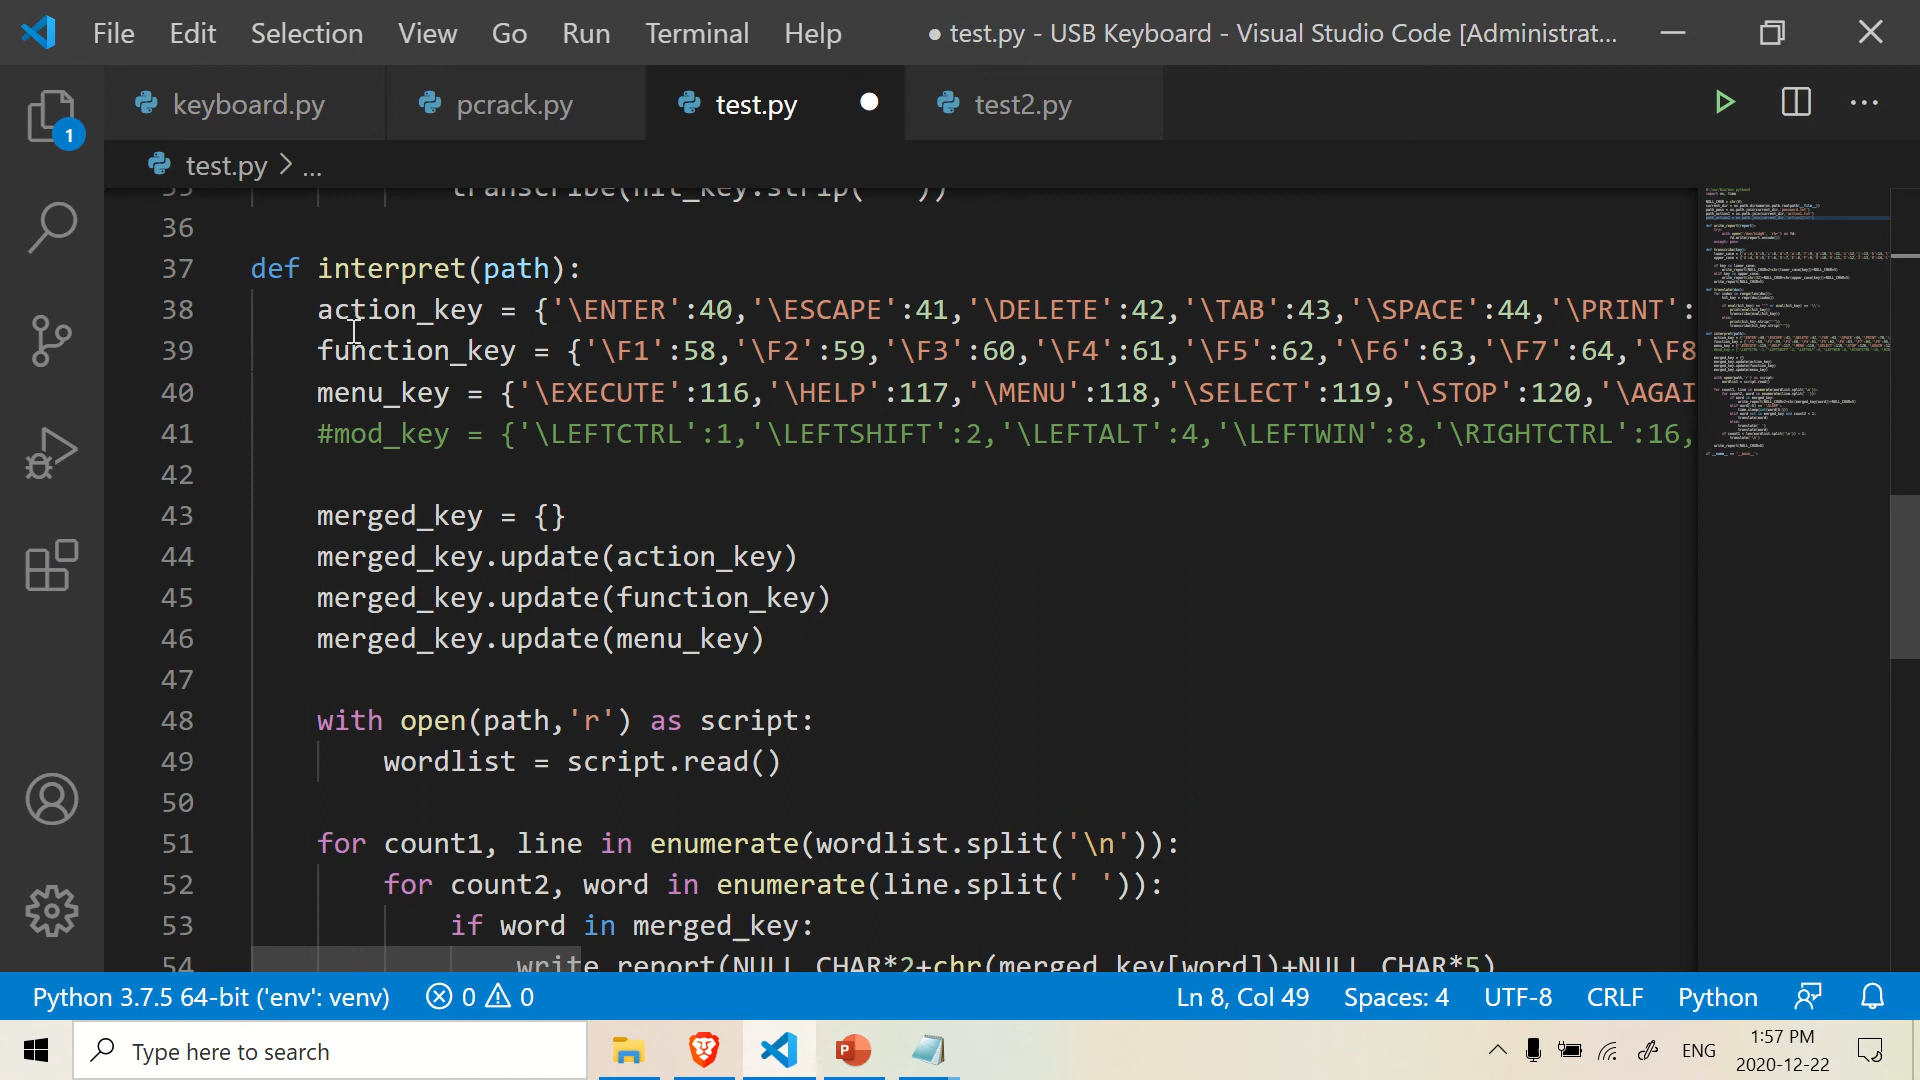 File Edit Selection View Go Run Terminal Help ● test.py - USB Keyboard - Visual Studio Code [Administrat...
keyboard.py pcrack.py test.py test2.py
1
test.py > ...
transcribe(hit_key.strip(
36
37 def interpret(path):
38 action_key = {'\ENTER':40,'\ESCAPE':41,'\DELETE':42,'\TAB':43,'\SPACE':44,'\PRINT':
39 function_key = {'\F1':58,'\F2':59,'\F3':60,'\F4':61,'\F5':62,'\F6':63,'\F7':64,'\F8
40 menu_key = {'\EXECUTE':116,'\HELP':117,'\MENU':118,'\SELECT':119,'\STOP':120,'\AGAI
41 #mod_key = {'\LEFTCTRL':1,'\LEFTSHIFT':2,'\LEFTALT':4,'\LEFTWIN':8,'\RIGHTCTRL':16,
42
43 merged_key = {}
44 merged_key.update(action_key)
45 merged_key.update(function_key)
46 merged_key.update(menu_key)
47
48 with open(path,'r') as script:
49 wordlist = script.read()
50
51 for count1, line in enumerate(wordlist.split('\n')):
52 for count2, word in enumerate(line.split(' ')):
53 if word in merged_key:
54 write_report(NULL_CHAR*2+chr(merged_key[word])+NULL_CHAR*5)
Python 3.7.5 64-bit ('env': venv) 0 0 Ln 8, Col 49 Spaces: 4 UTF-8 CRLF Python
Type here to search ENG 1:57 PM
2020-12-22